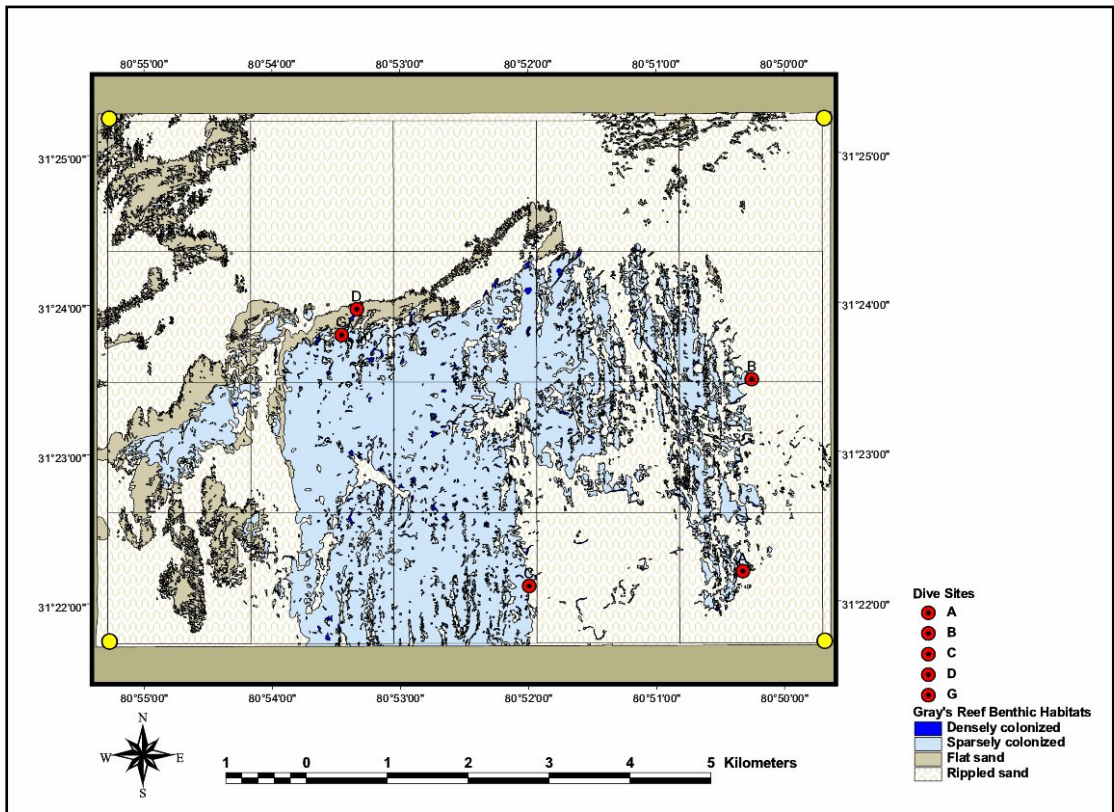 80°55'00" 80°54'00" 80°53'00" 80°52'00" 80°51'00" 80°50'00"
31°25'00" 31°25'00"
D
31°24'00" 31°24'00"
G
B
31°23'00" 31°23'00"
A
C
31°22'00" 31°22'00"
80°55'00" 80°54'00" 80°53'00" 80°52'00" 80°51'00" 80°50'00"
Dive Sites
A
B
C
D
G
Gray's Reef Benthic Habitats
Densely colonized
Sparsely colonized
Flat sand
Rippled sand
N
W E
S
1 0 1 2 3 4 5 Kilometers